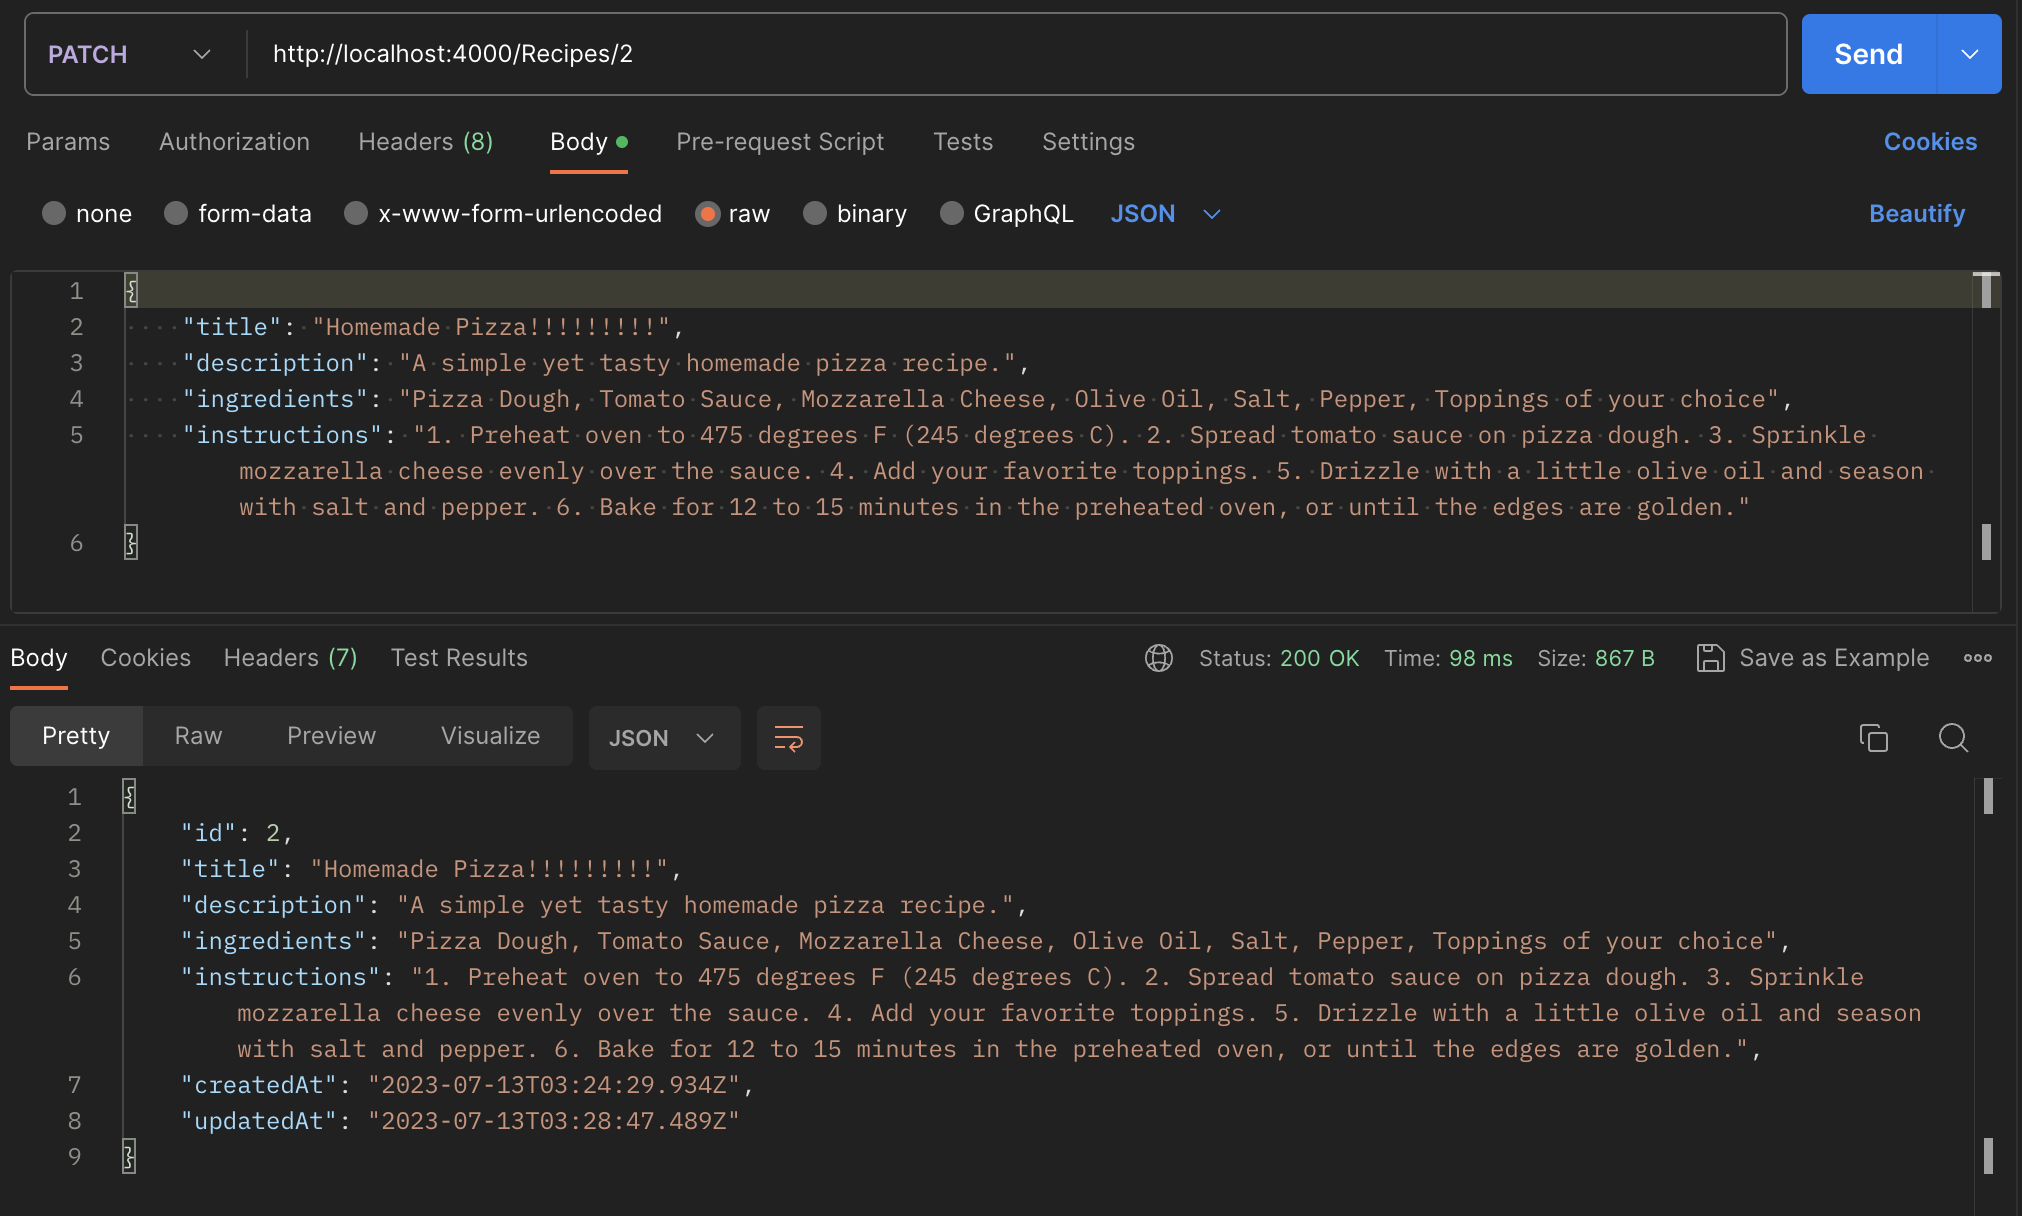 PATCH http://localhost:4000/Recipes/2 Send
Params Authorization Headers (8) Body Pre-request Script Tests Settings Cookies
none form-data x-www-form-urlencoded raw binary GraphQL JSON Beautify
1 {
2 "title": "Homemade Pizza!!!!!!!!!",
3 "description": "A simple yet tasty homemade pizza recipe.",
4 "ingredients": "Pizza Dough, Tomato Sauce, Mozzarella Cheese, Olive Oil, Salt, Pepper, Toppings of your choice",
5 "instructions": "1. Preheat oven to 475 degrees F (245 degrees C). 2. Spread tomato sauce on pizza dough. 3. Sprinkle
mozzarella cheese evenly over the sauce. 4. Add your favorite toppings. 5. Drizzle with a little olive oil and season
with salt and pepper. 6. Bake for 12 to 15 minutes in the preheated oven, or until the edges are golden."
6 }
Body Cookies Headers (7) Test Results Status: 200 OK Time: 98 ms Size: 867 B Save as Example
Pretty Raw Preview Visualize JSON
1 {
2 "id": 2,
3 "title": "Homemade Pizza!!!!!!!!!",
4 "description": "A simple yet tasty homemade pizza recipe.",
5 "ingredients": "Pizza Dough, Tomato Sauce, Mozzarella Cheese, Olive Oil, Salt, Pepper, Toppings of your choice",
6 "instructions": "1. Preheat oven to 475 degrees F (245 degrees C). 2. Spread tomato sauce on pizza dough. 3. Sprinkle
mozzarella cheese evenly over the sauce. 4. Add your favorite toppings. 5. Drizzle with a little olive oil and season
with salt and pepper. 6. Bake for 12 to 15 minutes in the preheated oven, or until the edges are golden.",
7 "createdAt": "2023-07-13T03:24:29.934Z",
8 "updatedAt": "2023-07-13T03:28:47.489Z"
9 }